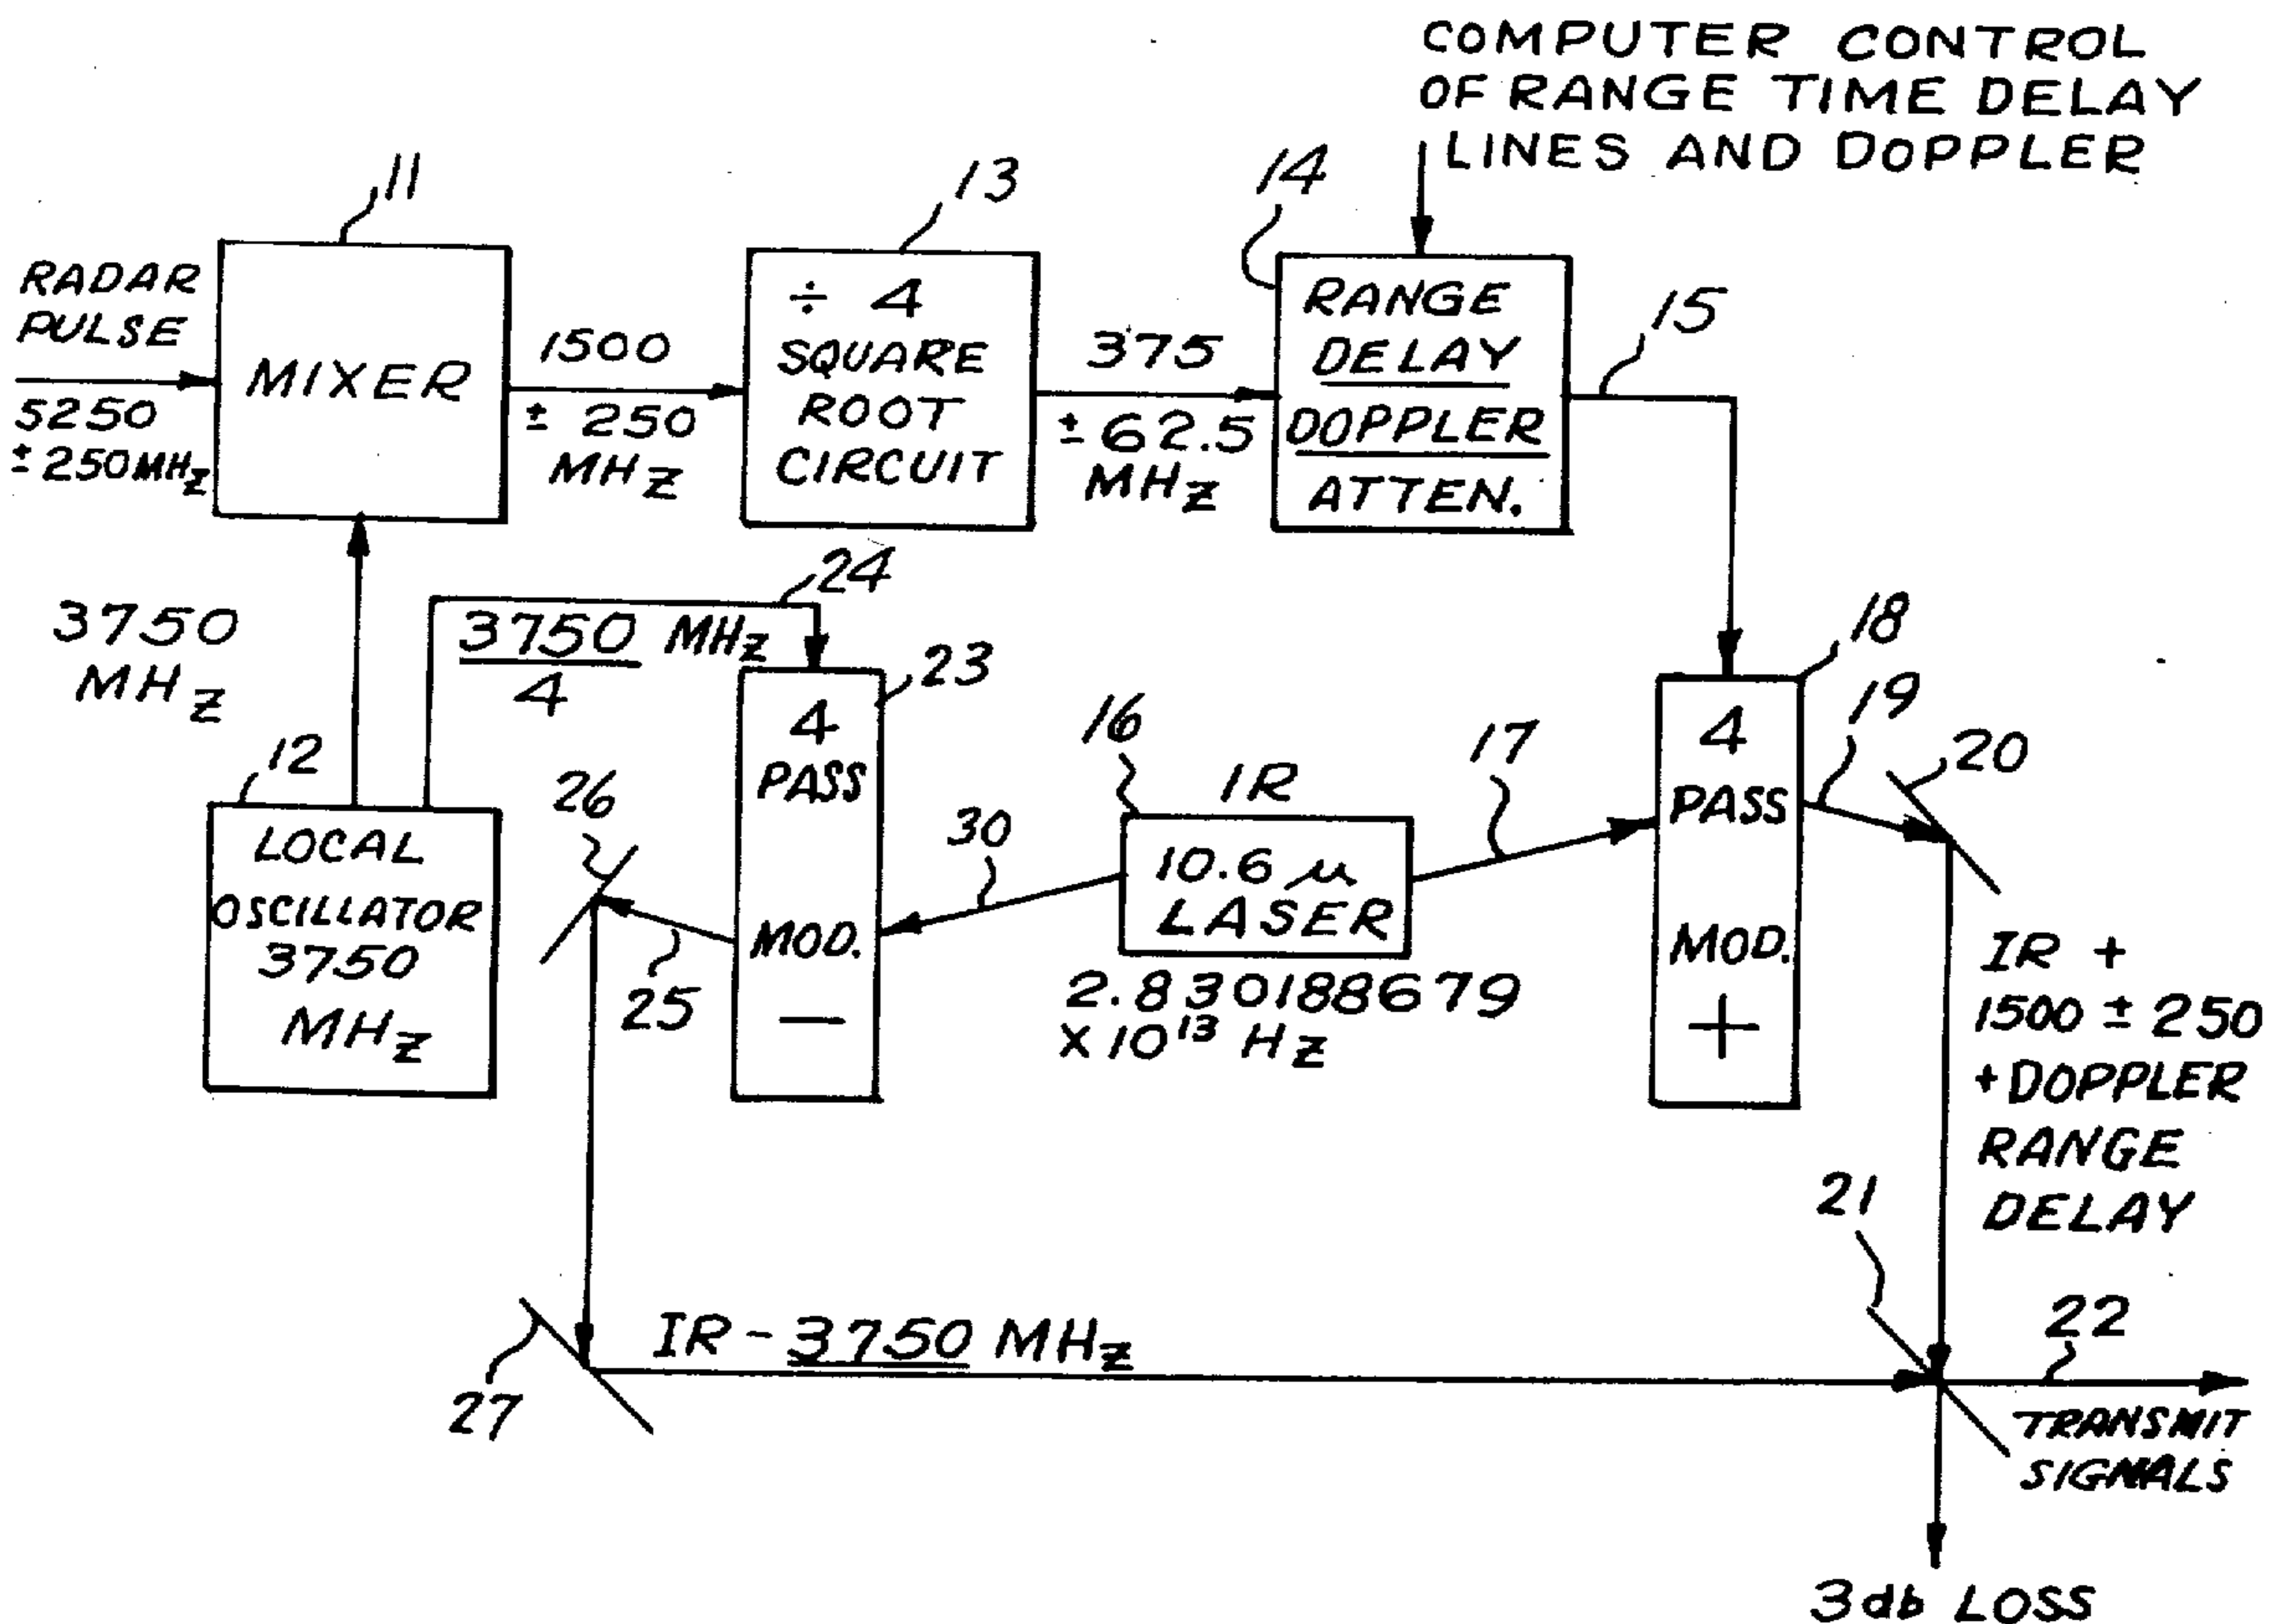 COMPUTER CONTROL
OF RANGE TIME DELAY
LINES AND DOPPLER
11
13
14
15
RADAR
PULSE
5250
± 250MHz
MIXER
1500
± 250
MHz
÷ 4
SQUARE
ROOT
CIRCUIT
375
± 62.5
MHz
RANGE
DELAY
DOPPLER
ATTEN.
3750
MHz
24
3750 MHz
4
23
18
12
LOCAL
OSCILLATOR
3750
MHz
26
25
4
PASS
MOD.
−
30
16
IR
10.6 µ
LASER
2.830188679
X 10¹³ Hz
17
4
PASS
MOD.
+
19
20
IR +
1500 ± 250
+ DOPPLER
RANGE
DELAY
21
27
IR - 3750 MHz
22
TRANSMIT
SIGNALS
3db LOSS